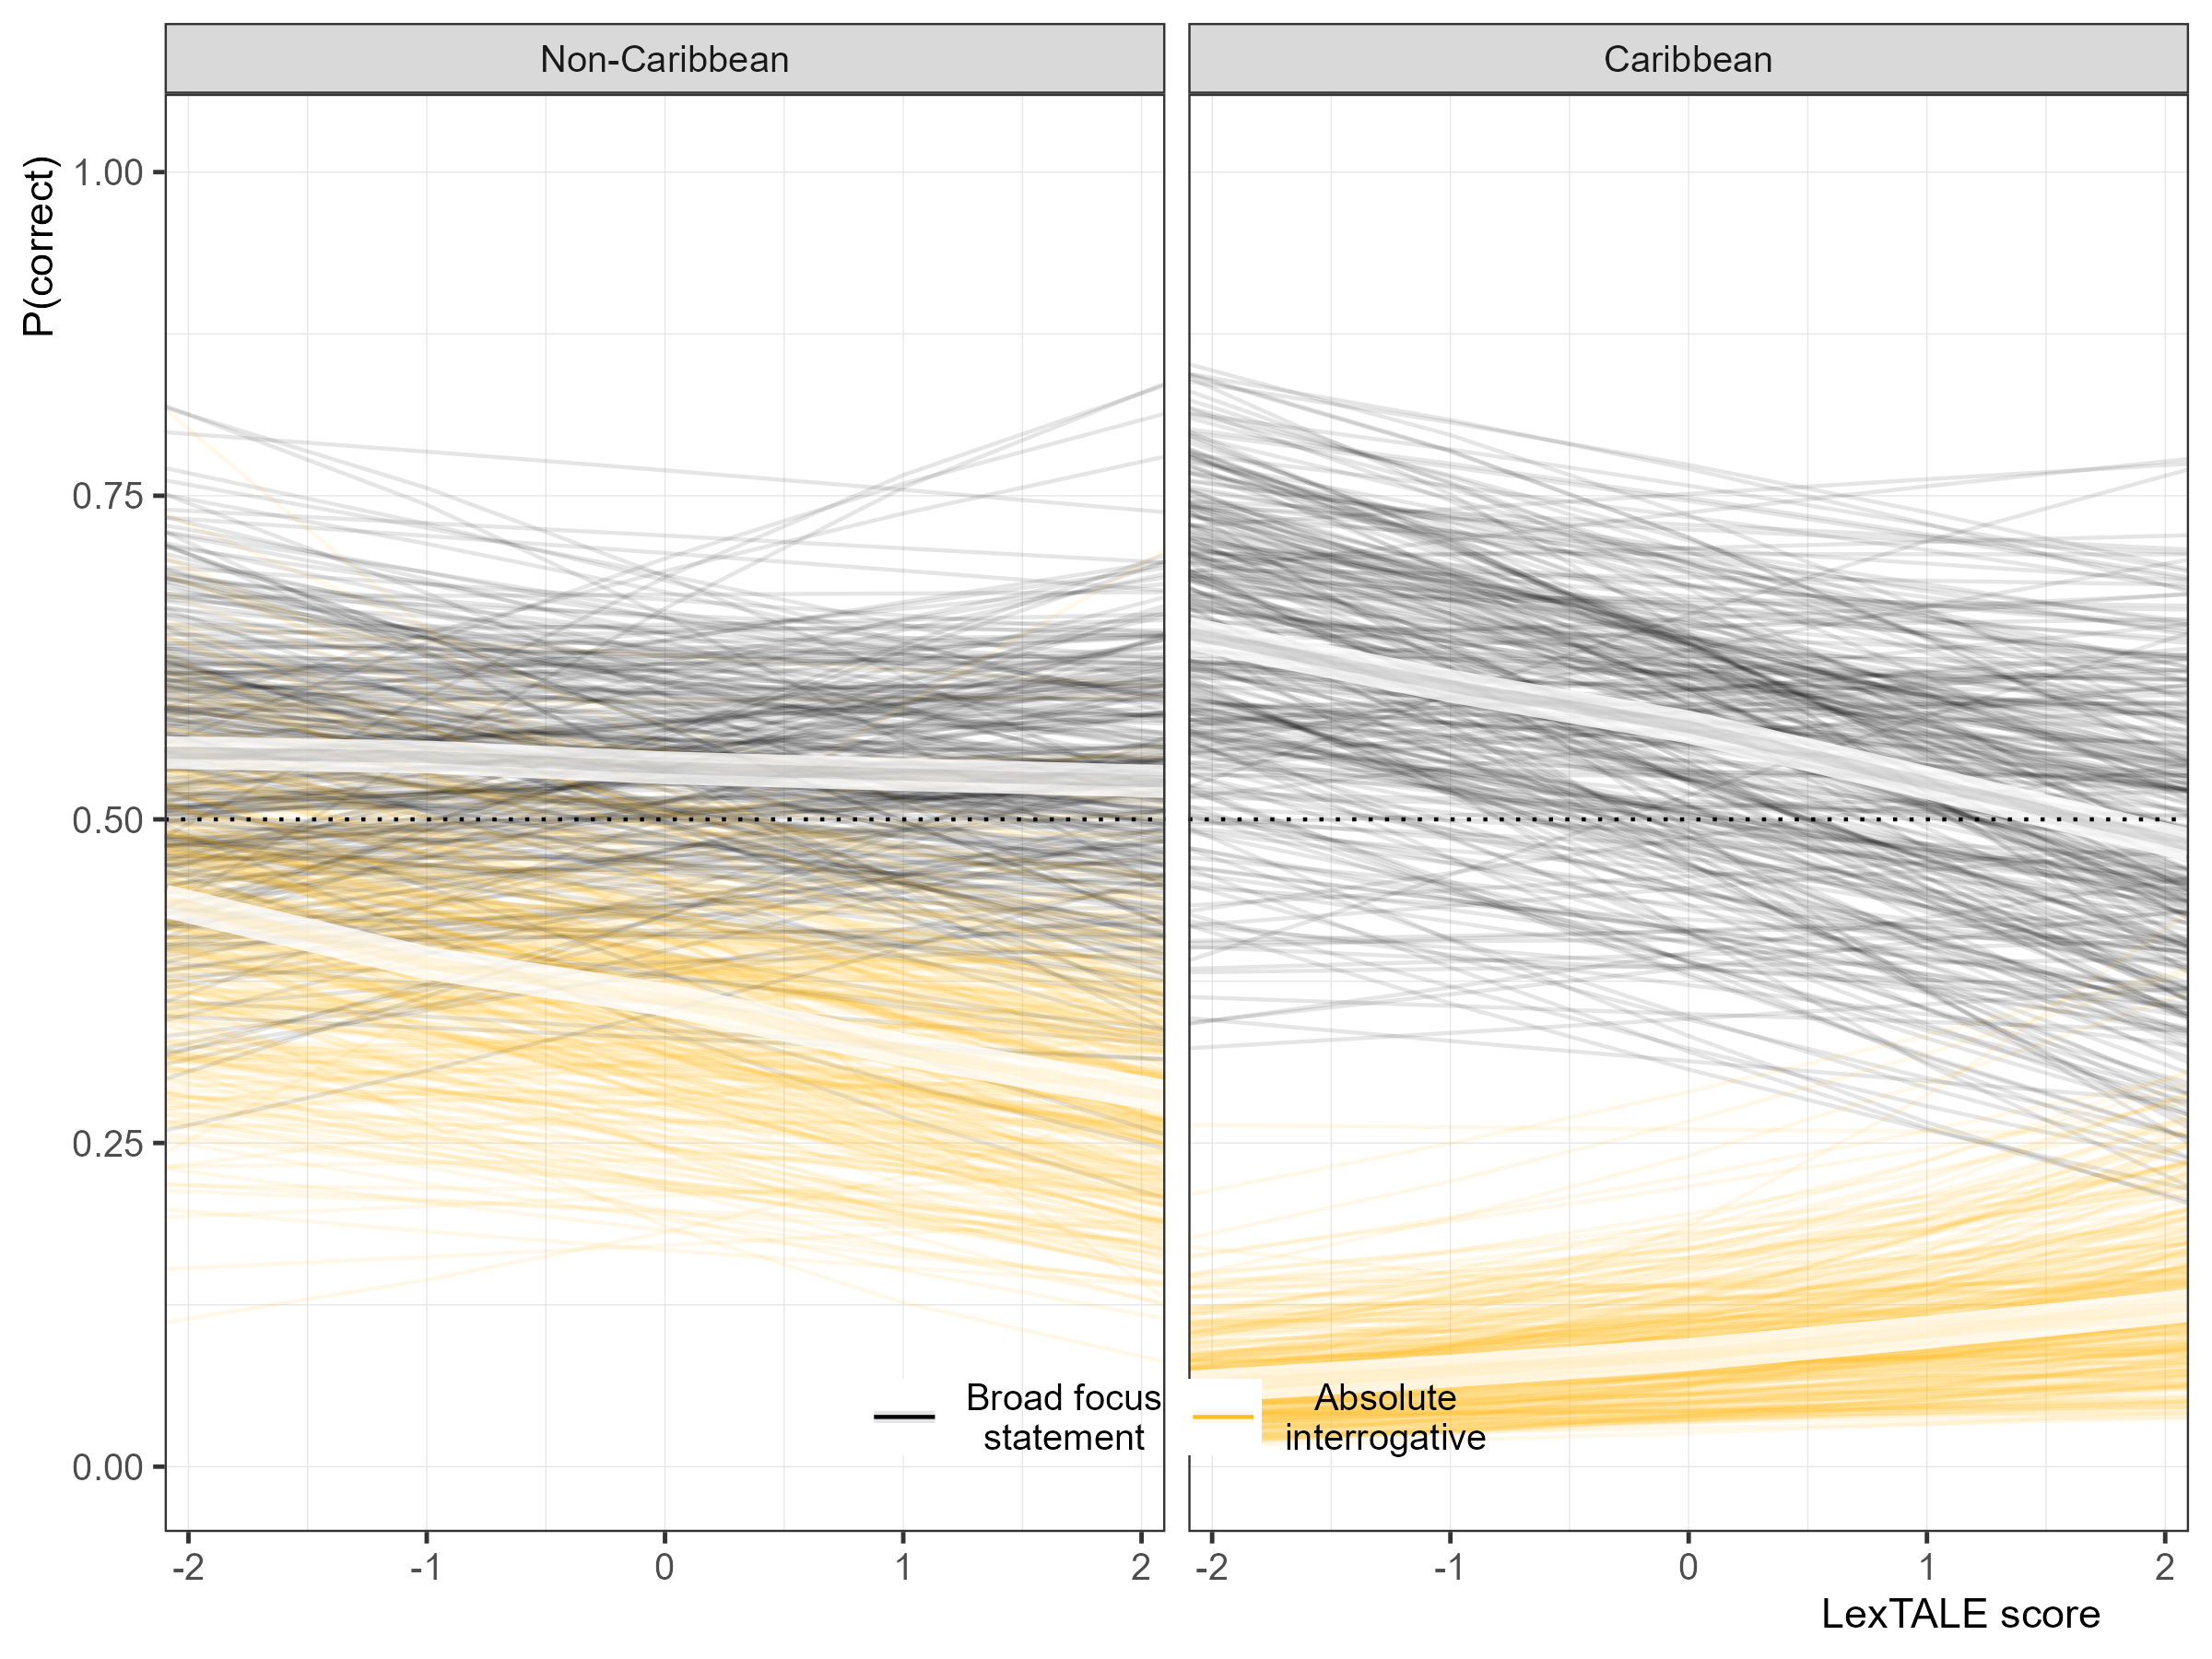 Non-Caribbean
Caribbean
P(correct)
1.00
0.75
0.50
0.25
0.00
Broad focus
statement
Absolute
interrogative
-2 -1 0 1 2
-2 -1 0 1 2
LexTALE score